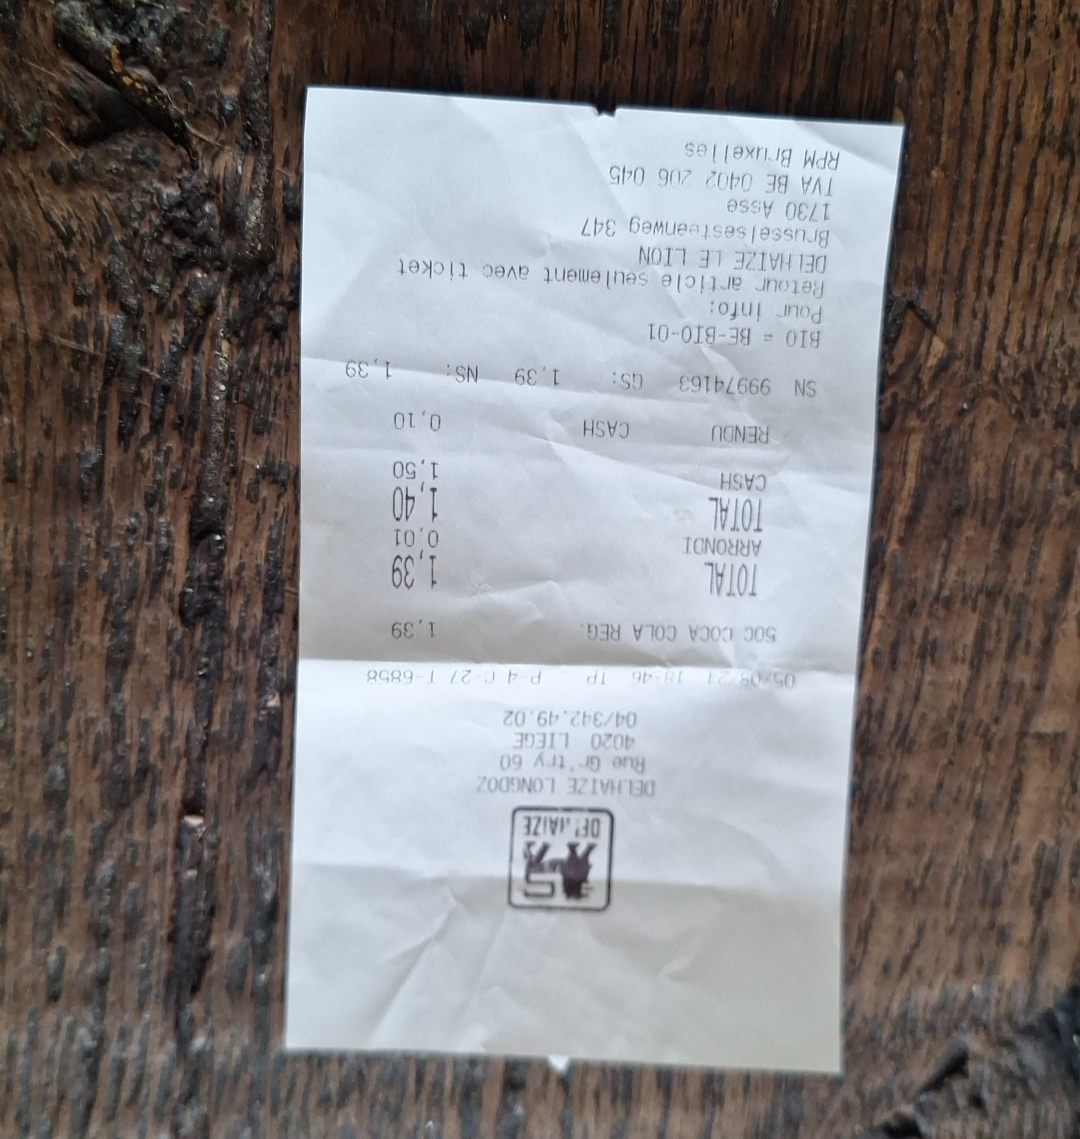 DELHAIZE
DELHAIZE LONGDOZ
Rue Gr'try 60
4020 LIEGE
04/342.49.02
05/08/21 18:46 TP P-4 C-27 T-6858
50C COCA COLA REG. 1,39
TOTAL 1,39
ARRONDI 0,01
TOTAL 1,40
CASH 1,50
RENDU CASH 0,10
SN 99974163 GS: 1,39 NS: 1,39
BIO = BE-BIO-01
Pour info:
Retour article seulement avec ticket
DELHAIZE LE LION
Brusselsesteenweg 347
1730 Asse
TVA BE 0402 206 045
RPM Bruxelles